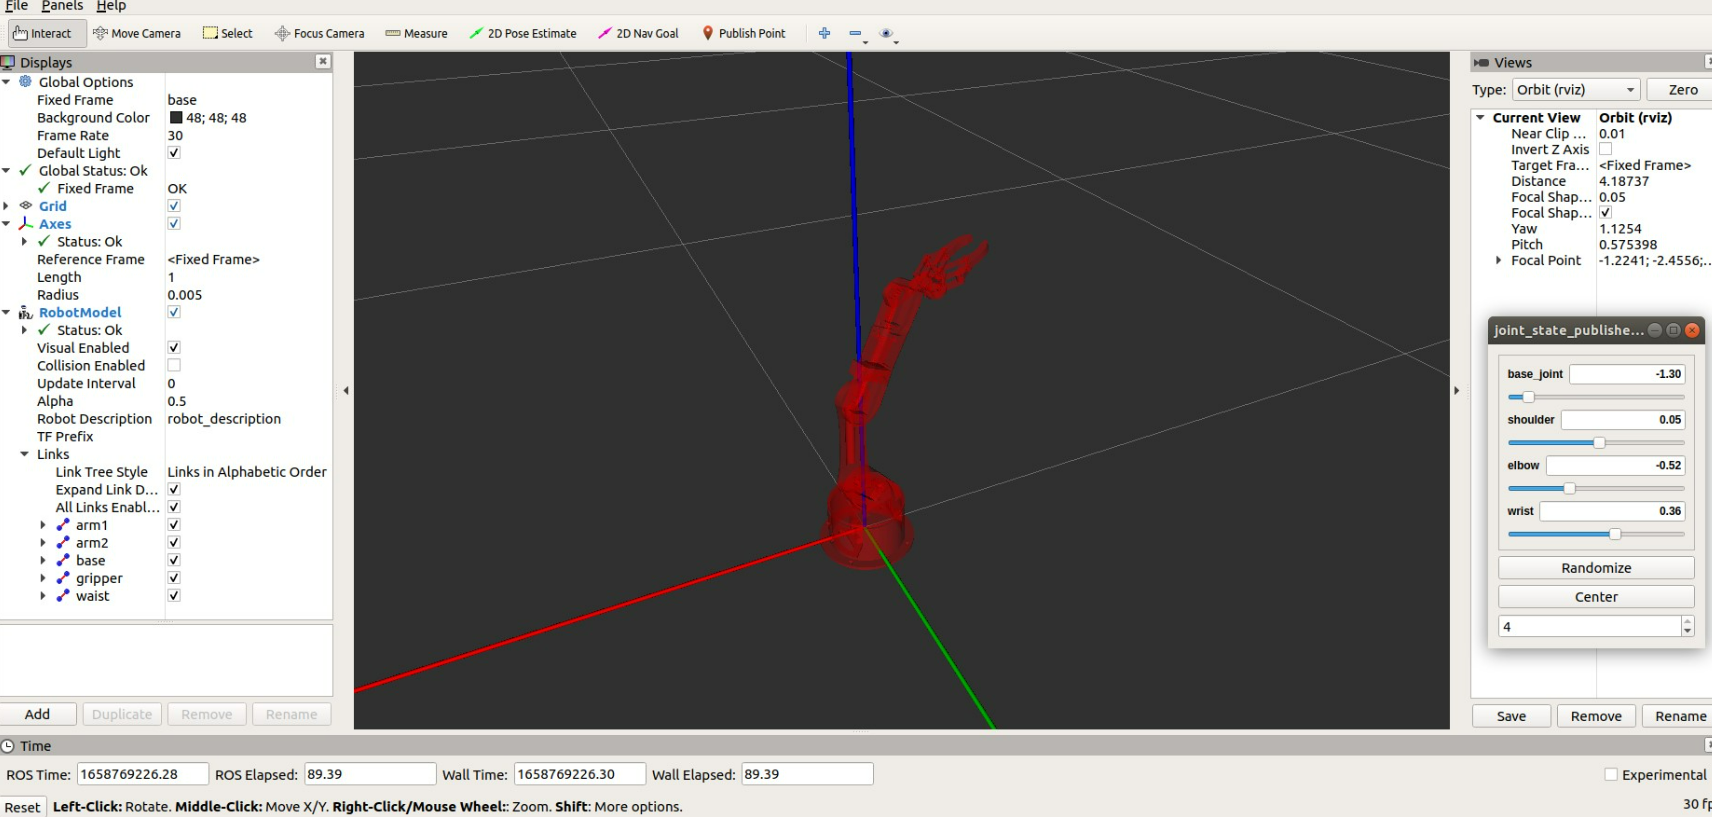 File Panels Help
Interact Move Camera Select Focus Camera Measure 2D Pose Estimate 2D Nav Goal Publish Point
Displays
Global Options
Fixed Frame base
Background Color 48; 48; 48
Frame Rate 30
Default Light
Global Status: Ok
Fixed Frame OK
Grid
Axes
Status: Ok
Reference Frame <Fixed Frame>
Length 1
Radius 0.005
RobotModel
Status: Ok
Visual Enabled
Collision Enabled
Update Interval 0
Alpha 0.5
Robot Description robot_description
TF Prefix
Links
Link Tree Style Links in Alphabetic Order
Expand Link D...
All Links Enabl...
arm1
arm2
base
gripper
waist
Add Duplicate Remove Rename
Views
Type: Orbit (rviz) Zero
Current View Orbit (rviz)
Near Clip ... 0.01
Invert Z Axis
Target Fra... <Fixed Frame>
Distance 4.18737
Focal Shap... 0.05
Focal Shap...
Yaw 1.1254
Pitch 0.575398
Focal Point -1.2241; -2.4556;...
joint_state_publishe...
base_joint -1.30
shoulder 0.05
elbow -0.52
wrist 0.36
Randomize
Center
4
Save Remove Rename
Time
ROS Time: 1658769226.28 ROS Elapsed: 89.39 Wall Time: 1658769226.30 Wall Elapsed: 89.39 Experimental
Reset Left-Click: Rotate. Middle-Click: Move X/Y. Right-Click/Mouse Wheel:: Zoom. Shift: More options. 30 fp